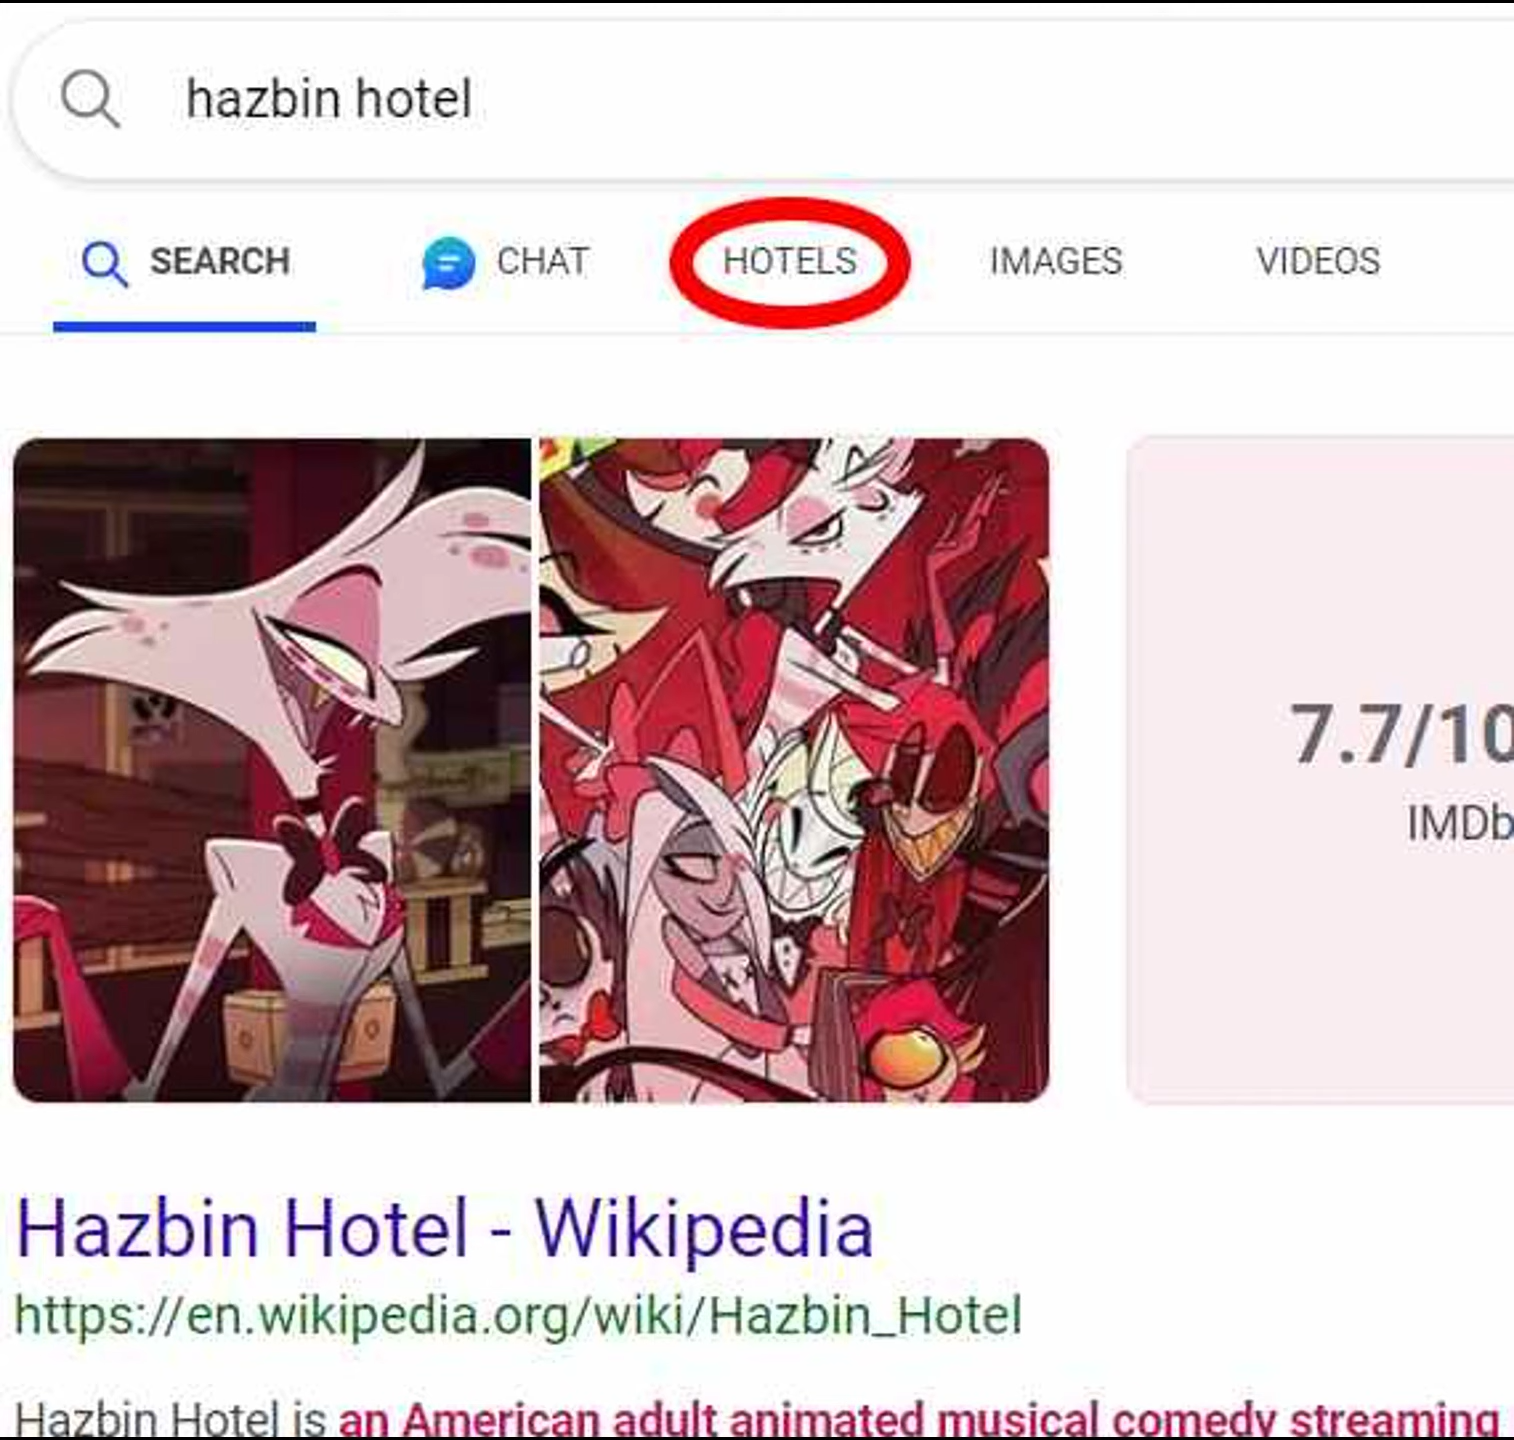 hazbin hotel
SEARCH CHAT HOTELS IMAGES VIDEOS
7.7/10
IMDb
Hazbin Hotel - Wikipedia
https://en.wikipedia.org/wiki/Hazbin_Hotel
Hazbin Hotel is an American adult animated musical comedy streaming